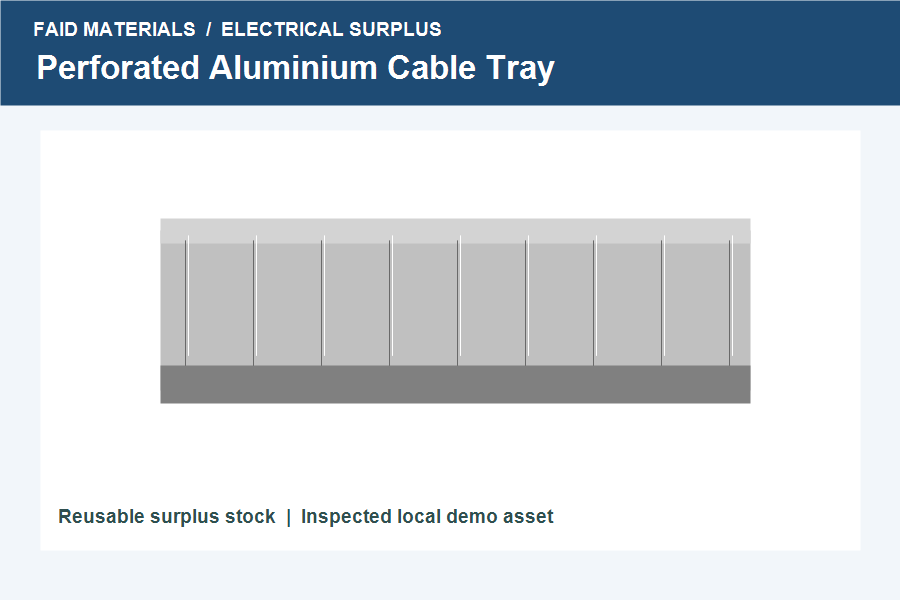 FAID MATERIALS / ELECTRICAL SURPLUS
Perforated Aluminium Cable Tray
Reusable surplus stock | Inspected local demo asset